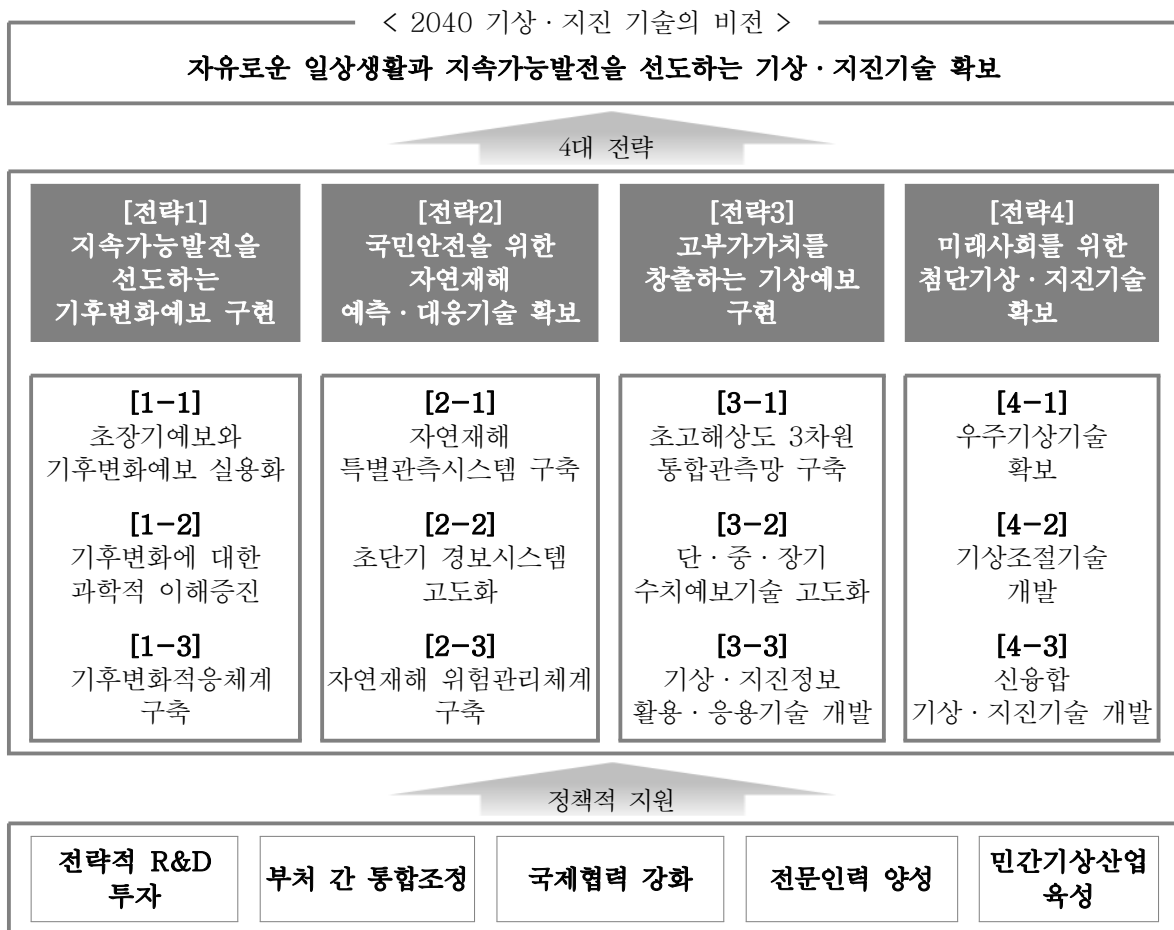 < 2040 기상·지진 기술의 비전 >
자유로운 일상생활과 지속가능발전을 선도하는 기상·지진기술 확보
4대 전략
[전략1]
지속가능발전을
선도하는
기후변화예보 구현
[전략2]
국민안전을 위한
자연재해
예측·대응기술 확보
[전략3]
고부가가치를
창출하는 기상예보
구현
[전략4]
미래사회를 위한
첨단기상·지진기술
확보
[1-1]
초장기예보와
기후변화예보 실용화
[1-2]
기후변화에 대한
과학적 이해증진
[1-3]
기후변화적응체계
구축
[2-1]
자연재해
특별관측시스템 구축
[2-2]
초단기 경보시스템
고도화
[2-3]
자연재해 위험관리체계
구축
[3-1]
초고해상도 3차원
통합관측망 구축
[3-2]
단·중·장기
수치예보기술 고도화
[3-3]
기상·지진정보
활용·응용기술 개발
[4-1]
우주기상기술
확보
[4-2]
기상조절기술
개발
[4-3]
신융합
기상·지진기술 개발
정책적 지원
전략적 R&D
투자
부처 간 통합조정
국제협력 강화
전문인력 양성
민간기상산업
육성